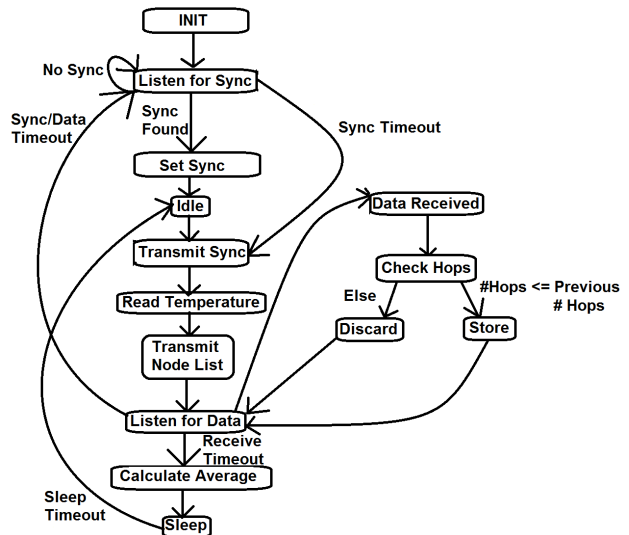 INIT
No Sync
Listen for Sync
Sync/Data
Timeout
Sync
Found
Sync Timeout
Set Sync
Idle
Data Received
Transmit Sync
Check Hops
Read Temperature
Else
#Hops <= Previous
# Hops
Discard
Store
Transmit
Node List
Listen for Data
Receive
Timeout
Calculate Average
Sleep
Timeout
Sleep